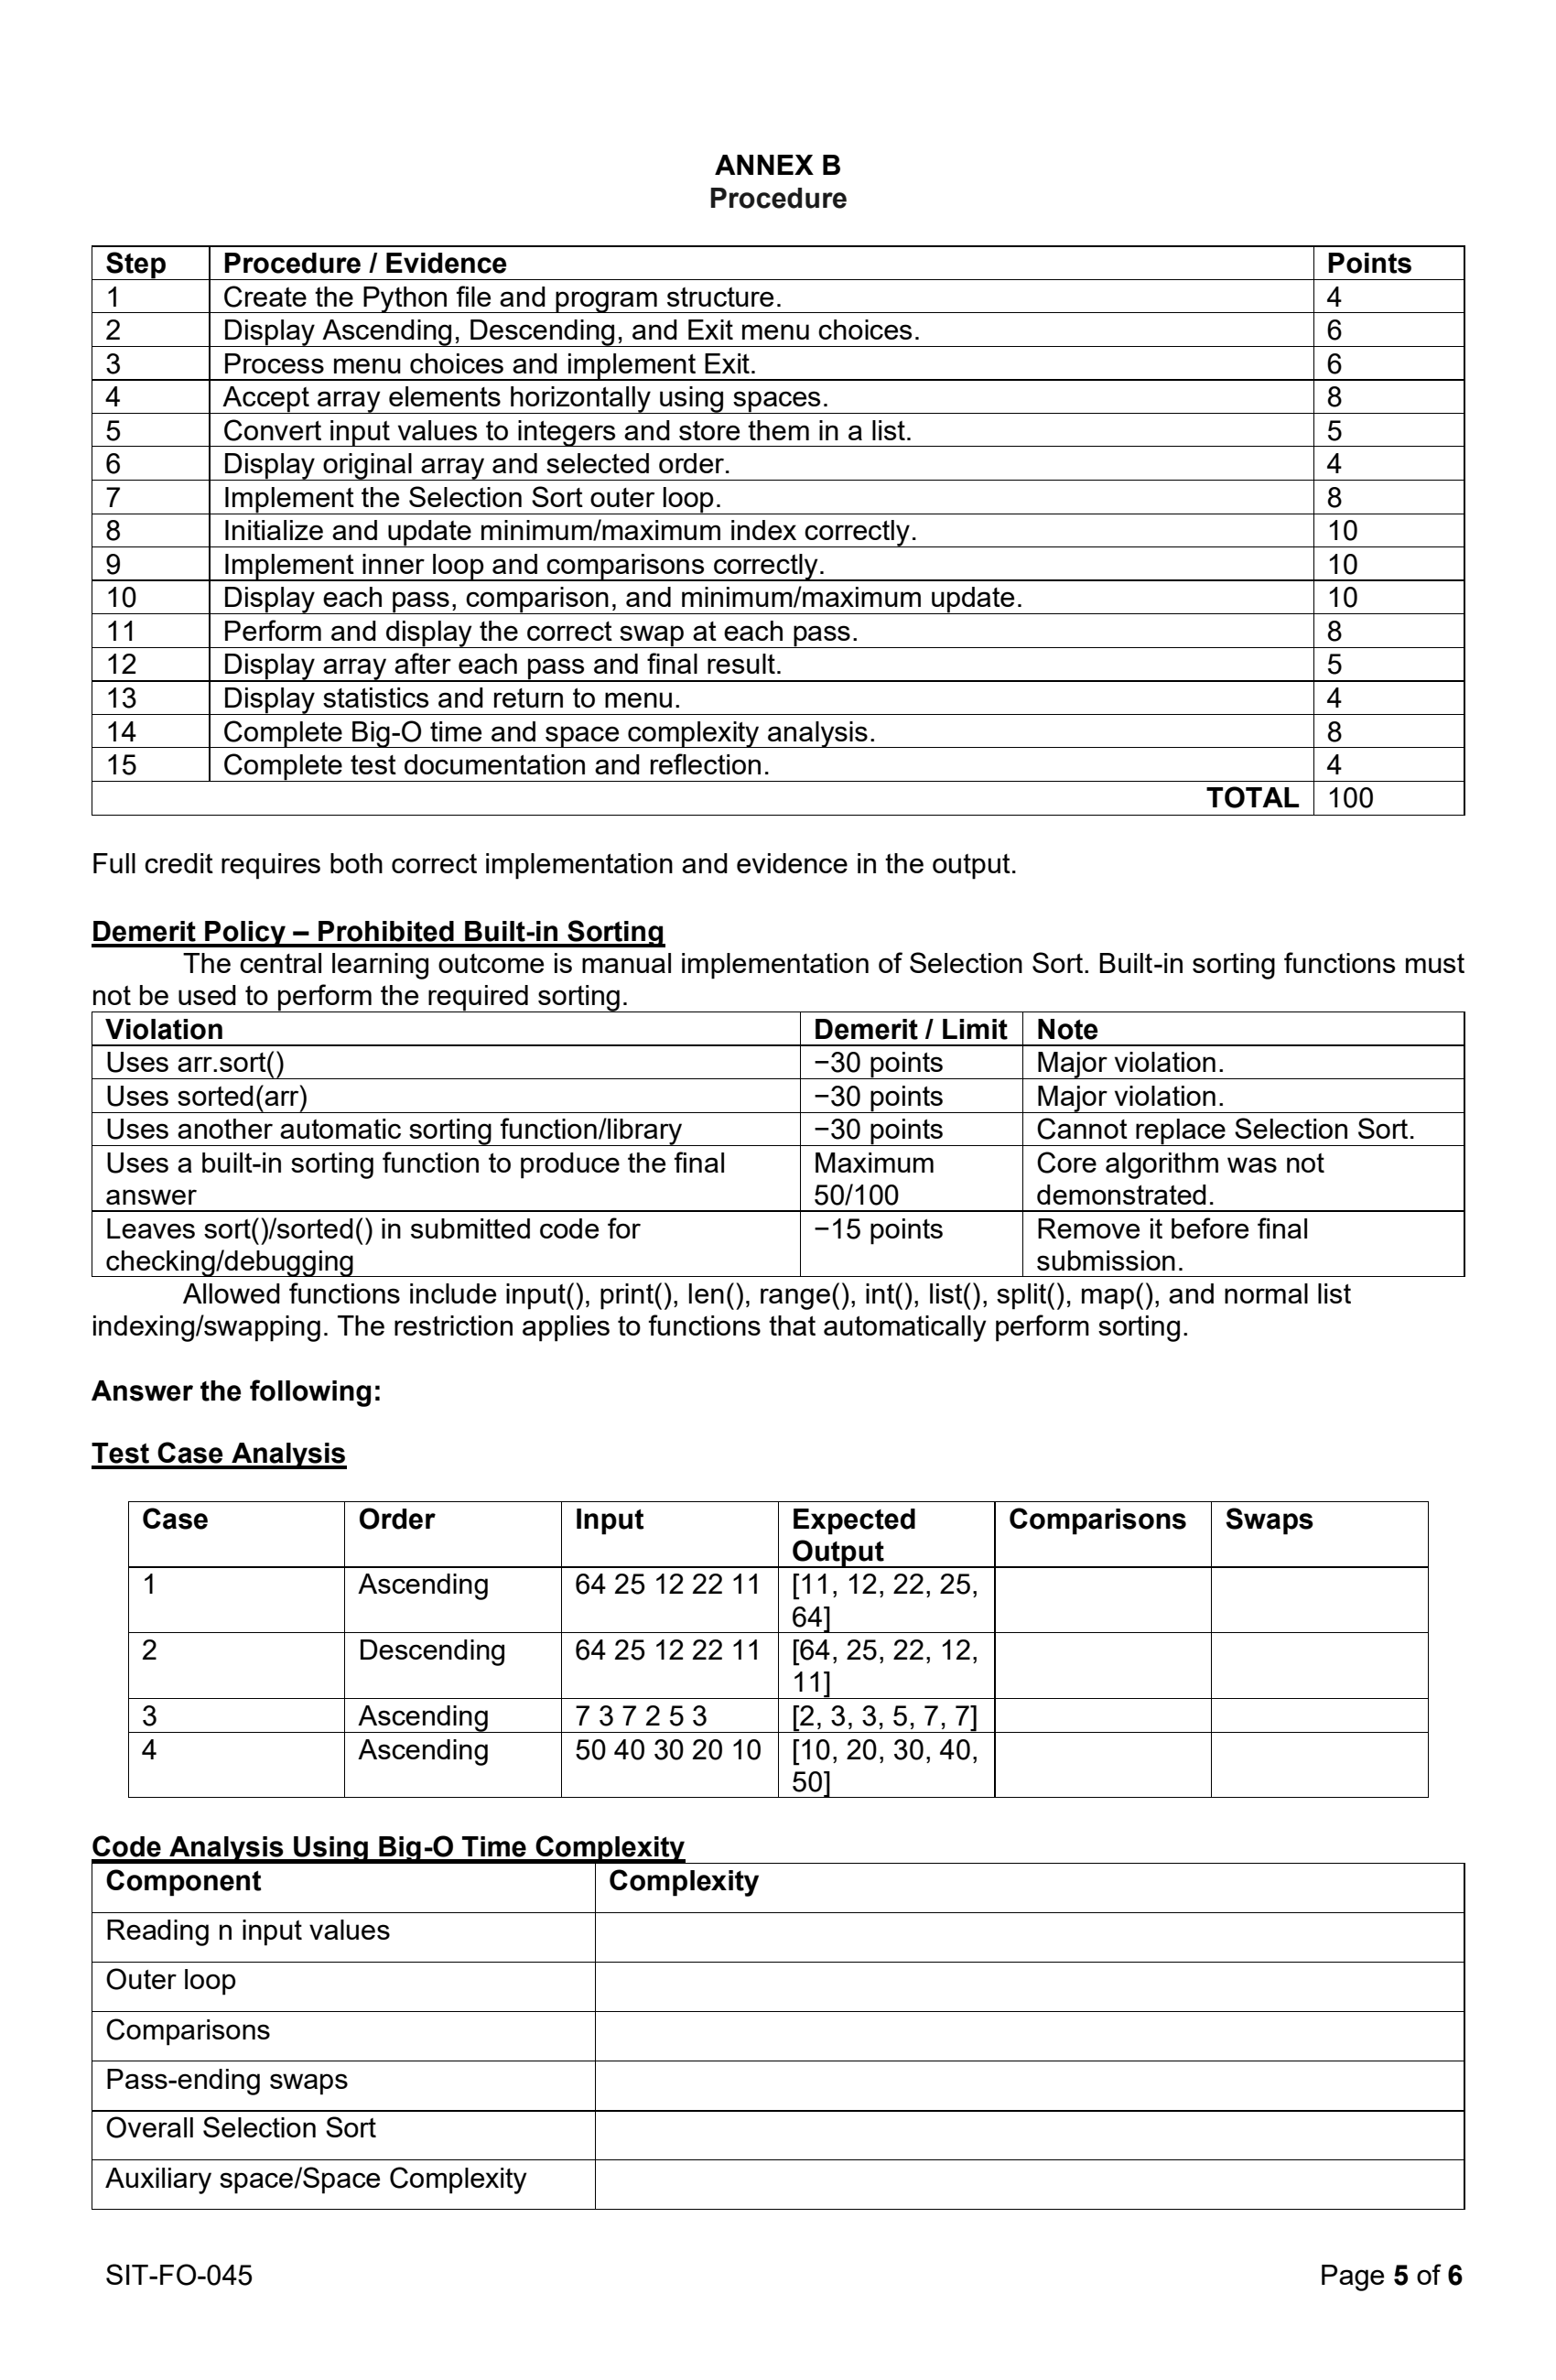 ANNEX B
Procedure
Step Procedure / Evidence Points
1 Create the Python file and program structure. 4
2 Display Ascending, Descending, and Exit menu choices. 6
3 Process menu choices and implement Exit. 6
4 Accept array elements horizontally using spaces. 8
5 Convert input values to integers and store them in a list. 5
6 Display original array and selected order. 4
7 Implement the Selection Sort outer loop. 8
8 Initialize and update minimum/maximum index correctly. 10
9 Implement inner loop and comparisons correctly. 10
10 Display each pass, comparison, and minimum/maximum update. 10
11 Perform and display the correct swap at each pass. 8
12 Display array after each pass and final result. 5
13 Display statistics and return to menu. 4
14 Complete Big-O time and space complexity analysis. 8
15 Complete test documentation and reflection. 4
TOTAL 100
Full credit requires both correct implementation and evidence in the output.
Demerit Policy – Prohibited Built-in Sorting
The central learning outcome is manual implementation of Selection Sort. Built-in sorting functions must
not be used to perform the required sorting.
Violation Demerit / Limit Note
Uses arr.sort() −30 points Major violation.
Uses sorted(arr) −30 points Major violation.
Uses another automatic sorting function/library −30 points Cannot replace Selection Sort.
Uses a built-in sorting function to produce the final Maximum Core algorithm was not
answer 50/100 demonstrated.
Leaves sort()/sorted() in submitted code for −15 points Remove it before final
checking/debugging submission.
Allowed functions include input(), print(), len(), range(), int(), list(), split(), map(), and normal list
indexing/swapping. The restriction applies to functions that automatically perform sorting.
Answer the following:
Test Case Analysis
Case Order Input Expected Comparisons Swaps
Output
1 Ascending 64 25 12 22 11 [11, 12, 22, 25,
64]
2 Descending 64 25 12 22 11 [64, 25, 22, 12,
11]
3 Ascending 7 3 7 2 5 3 [2, 3, 3, 5, 7, 7]
4 Ascending 50 40 30 20 10 [10, 20, 30, 40,
50]
Code Analysis Using Big-O Time Complexity
Component Complexity
Reading n input values
Outer loop
Comparisons
Pass-ending swaps
Overall Selection Sort
Auxiliary space/Space Complexity
SIT-FO-045 Page 5 of 6